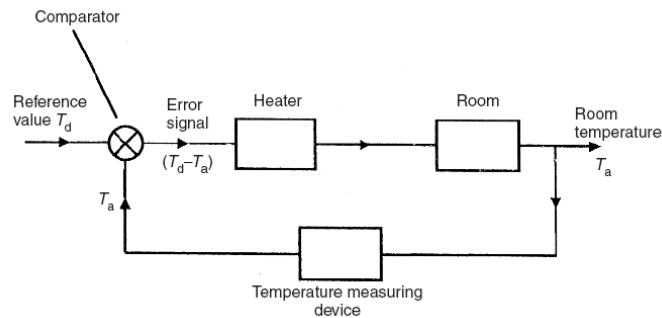 Comparator
Reference
value Td
Error
signal
(Td–Ta)
Heater
Room
Room
temperature
Ta
Ta
Temperature measuring
device